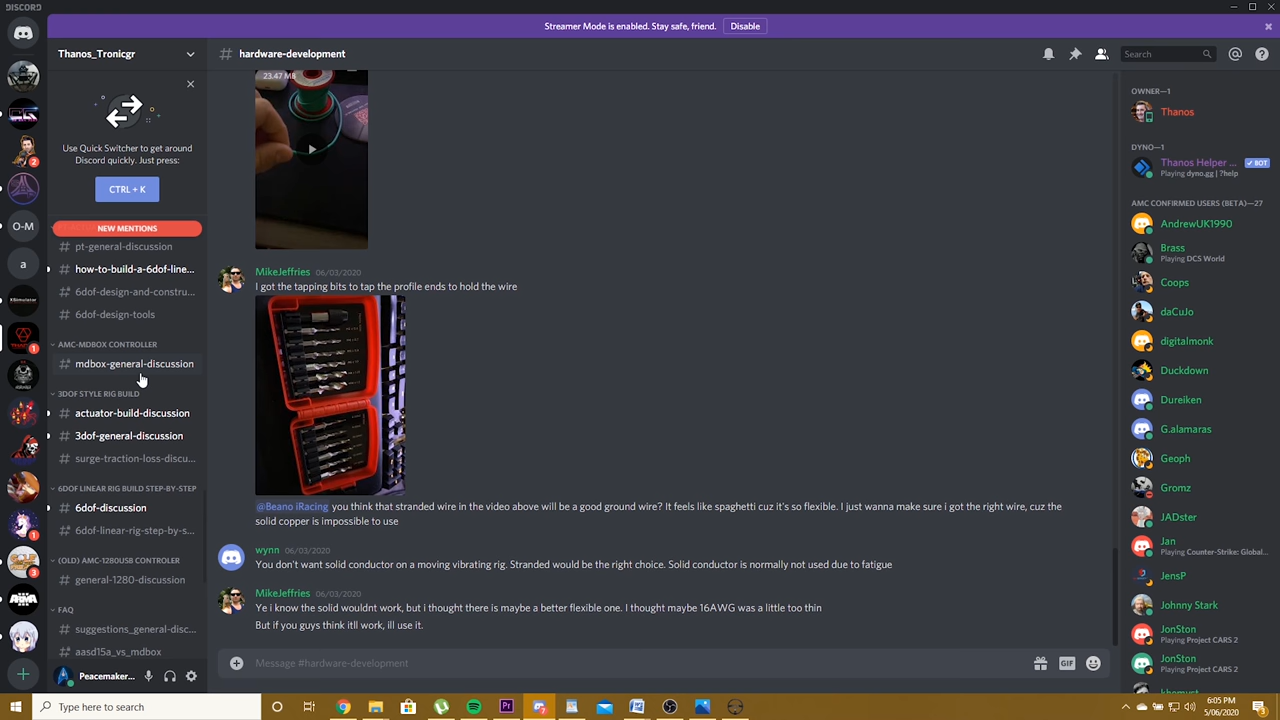 DISCORD
Streamer Mode is enabled. Stay safe, friend.
Disable
Thanos_Tronicgr
hardware-development
Search
Use Quick Switcher to get around
Discord quickly. Just press:
CTRL + K
NEW MENTIONS
pt-general-discussion
how-to-build-a-6dof-line...
6dof-design-and-constru...
6dof-design-tools
AMC-MDBOX CONTROLLER
mdbox-general-discussion
3DOF STYLE RIG BUILD
actuator-build-discussion
3dof-general-discussion
surge-traction-loss-discu...
6DOF LINEAR RIG BUILD STEP-BY-STEP
6dof-discussion
6dof-linear-rig-step-by-s...
(OLD) AMC-1280USB CONTROLER
general-1280-discussion
FAQ
suggestions_general-disc...
aasd15a_vs_mdbox
Peacemaker...
2
O-M
a
1
1
3
23.47 MB
MikeJeffries 06/03/2020
I got the tapping bits to tap the profile ends to hold the wire
@Beano iRacing you think that stranded wire in the video above will be a good ground wire? It feels like spaghetti cuz it's so flexible. I just wanna make sure i got the right wire, cuz the
solid copper is impossible to use
wynn 06/03/2020
You don't want solid conductor on a moving vibrating rig. Stranded would be the right choice. Solid conductor is normally not used due to fatigue
MikeJeffries 06/03/2020
Ye i know the solid wouldnt work, but i thought there is maybe a better flexible one. I thought maybe 16AWG was a little too thin
But if you guys think itll work, ill use it.
Message #hardware-development
GIF
OWNER—1
Thanos
DYNO—1
Thanos Helper ... BOT
Playing dyno.gg | ?help
AMC CONFIRMED USERS (BETA)—27
AndrewUK1990
Brass
Playing DCS World
Coops
daCuJo
digitalmonk
Duckdown
Dureiken
G.alamaras
Geoph
Gromz
JADster
Jan
Playing Counter-Strike: Global...
JensP
Johnny Stark
JonSton
Playing Project CARS 2
JonSton
Playing Project CARS 2
Type here to search
6:05 PM
5/06/2020
3